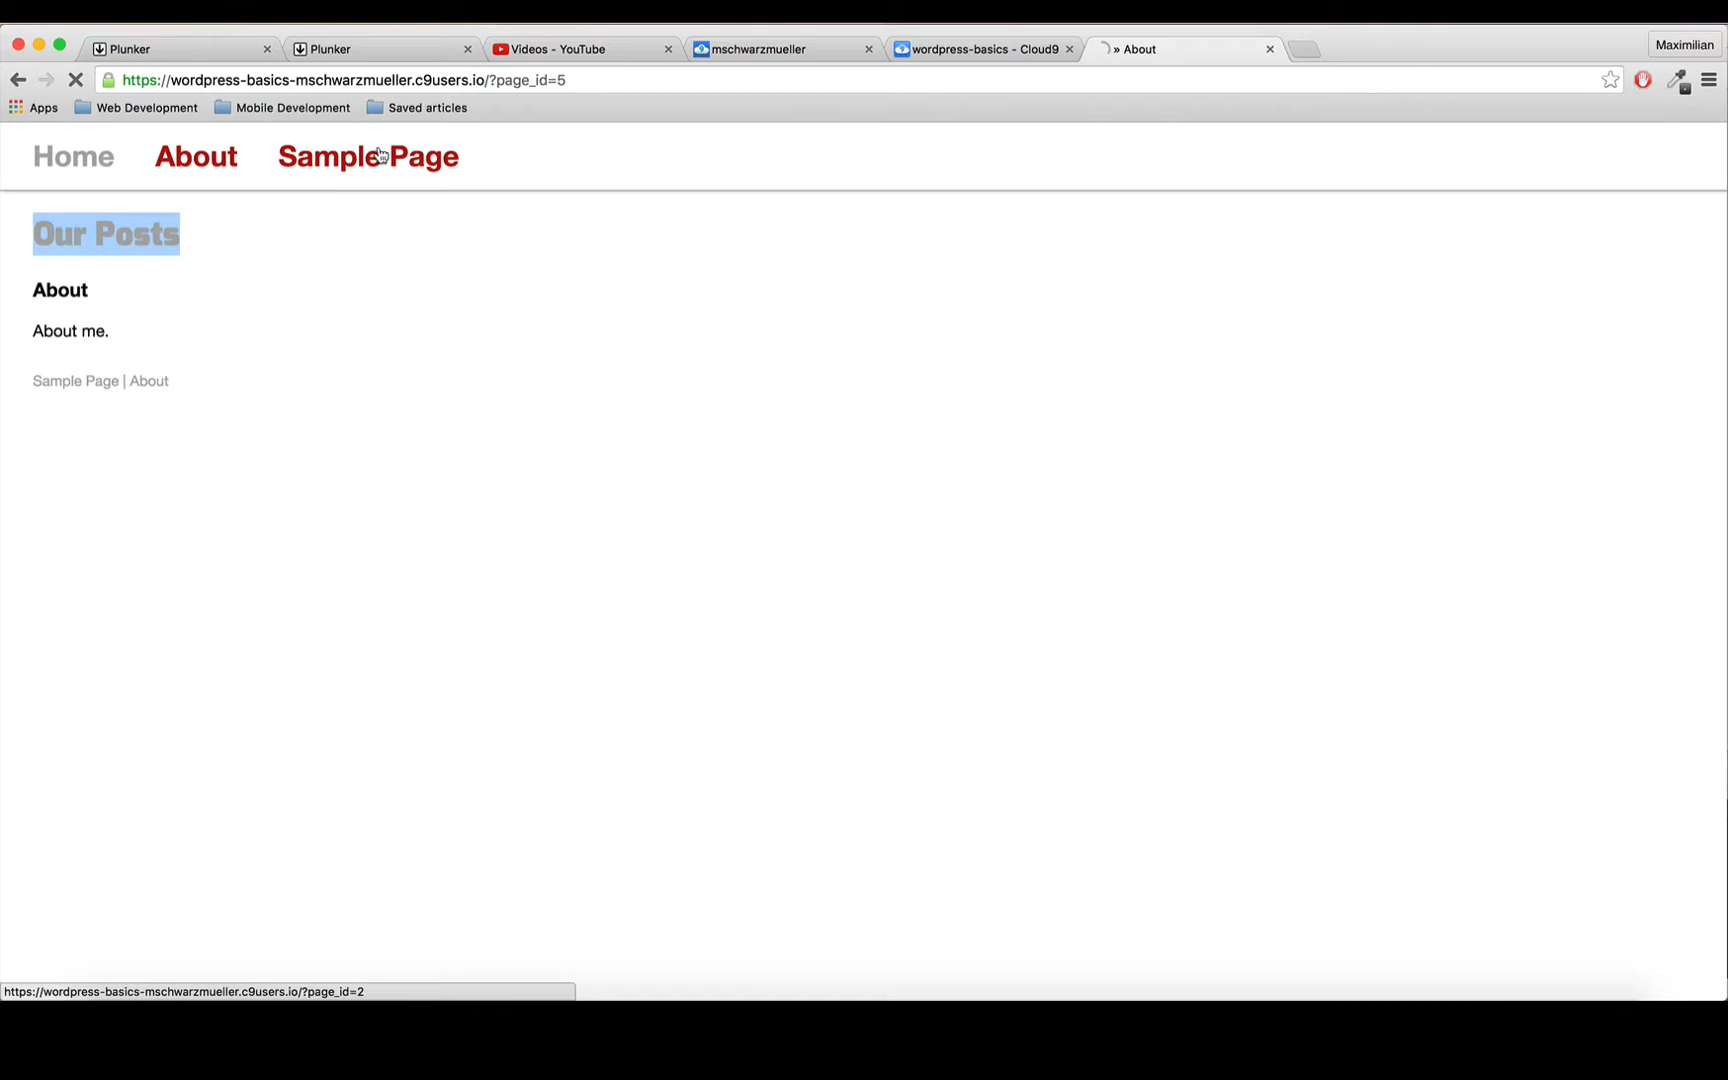 Plunker
Plunker
Videos - YouTube
mschwarzmueller
wordpress-basics - Cloud9
» About
Maximilian
https://wordpress-basics-mschwarzmueller.c9users.io/?page_id=5
Apps
Web Development
Mobile Development
Saved articles
Home About Sample Page
Our Posts
About
About me.
Sample Page | About
https://wordpress-basics-mschwarzmueller.c9users.io/?page_id=2